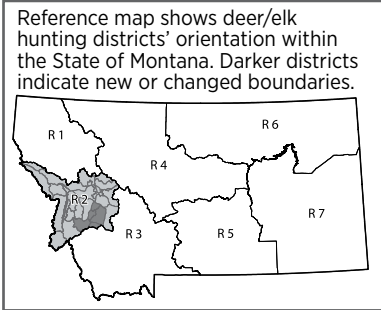 Reference map shows deer/elk
hunting districts’ orientation within
the State of Montana. Darker districts
indicate new or changed boundaries.
R 1
R 6
R 4
R 2
R 7
R 3
R 5